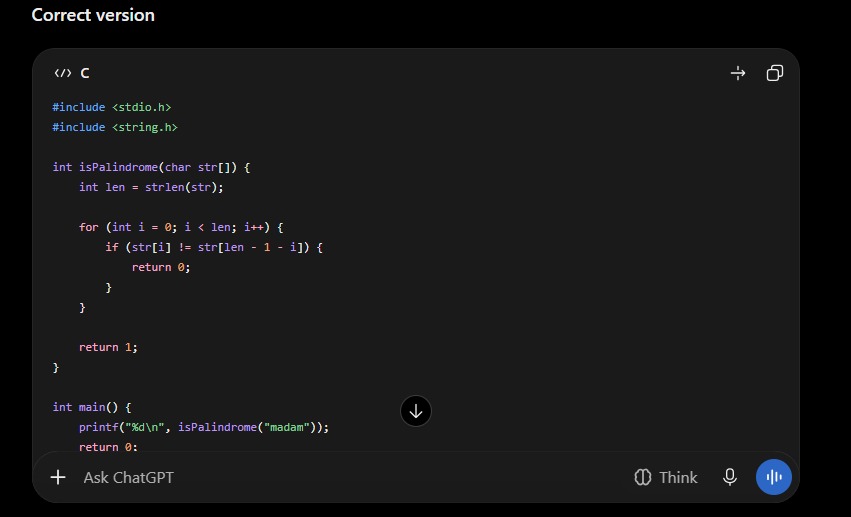 Correct version
C
#include <stdio.h>
#include <string.h>
int isPalindrome(char str[]) {
    int len = strlen(str);
    for (int i = 0; i < len; i++) {
        if (str[i] != str[len - 1 - i]) {
            return 0;
        }
    }
    return 1;
}
int main() {
    printf("%d\n", isPalindrome("madam"));
    return 0;
Ask ChatGPT Think